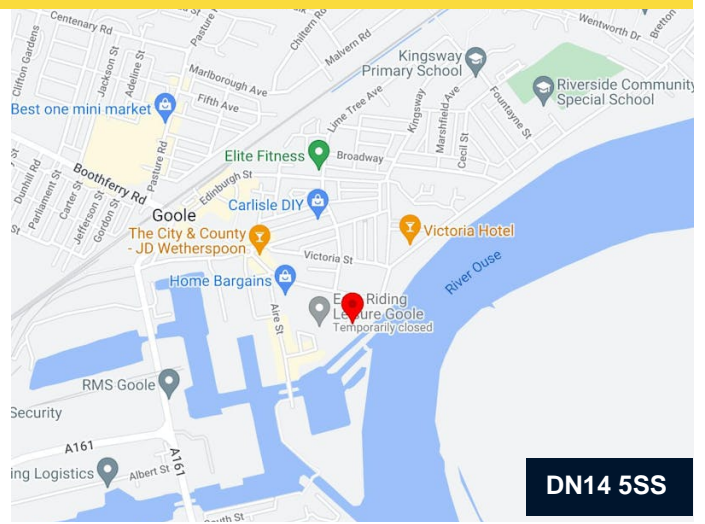 Centenary Rd
Pasture R
Chiltern Rd
Malvern Rd
Wentworth Dr
Bretton
Clifton Gardens
Jackson St
Adeline St
Marlborough Ave
Fifth Ave
Kingsway
Primary School
Riverside Community
Special School
Best one mini market
Lime Tree Ave
Kingsway
Marshfield Ave
Cecil St
Fountayne St
Elite Fitness
Broadway
Pasture Rd
Boothferry Rd
Edinburgh St
Dunhill Rd
Parliament St
Carter St
Jefferson St
Gordon St
Carlisle DIY
Goole
The City & County
- JD Wetherspoon
Victoria Hotel
Victoria St
River Ouse
Home Bargains
Riding
Goole
Temporarily closed
Aire St
RMS Goole
Security
A161
ing Logistics
Albert St
A161
outh St
DN14 5SS